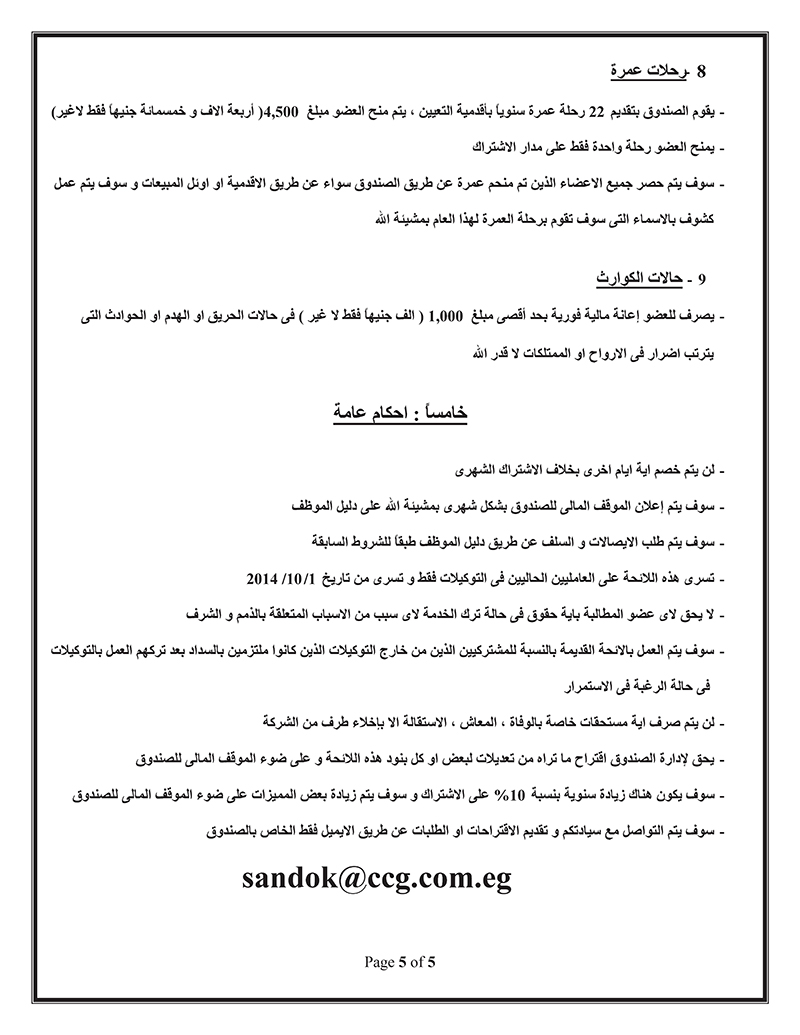 8 -رحلات عمرة
- يقوم الصندوق بتقديم 22 رحلة عمرة سنوياً بأقدمية التعيين ، يتم منح العضو مبلغ 4,500( أربعة الاف و خمسمائة جنيهاً فقط لاغير)
- يمنح العضو رحلة واحدة فقط على مدار الاشتراك
- سوف يتم حصر جميع الاعضاء الذين تم منحم عمرة عن طريق الصندوق سواء عن طريق الاقدمية او اوئل المبيعات و سوف يتم عمل
كشوف بالاسماء التى سوف تقوم برحلة العمرة لهذا العام بمشيئة الله
9 - حالات الكوارث
- يصرف للعضو إعانة مالية فورية بحد أقصى مبلغ 1,000 ( الف جنيهاً فقط لا غير ) فى حالات الحريق او الهدم او الحوادث التى
يترتب اضرار فى الارواح او الممتلكات لا قدر الله
خامساً : احكام عامة
- لن يتم خصم اية ايام اخرى بخلاف الاشتراك الشهرى
- سوف يتم إعلان الموقف المالى للصندوق بشكل شهرى بمشيئة الله على دليل الموظف
- سوف يتم طلب الايصالات و السلف عن طريق دليل الموظف طبقاً للشروط السابقة
- تسرى هذه اللائحة على العامليين الحاليين فى التوكيلات فقط و تسرى من تاريخ 1/10/ 2014
- لا يحق لاى عضو المطالبة باية حقوق فى حالة ترك الخدمة لاى سبب من الاسباب المتعلقة بالذمم و الشرف
- سوف يتم العمل بالائحة القديمة بالنسبة للمشتركيين الذين من خارج التوكيلات الذين كانوا ملتزمين بالسداد بعد تركهم العمل بالتوكيلات
فى حالة الرغبة فى الاستمرار
- لن يتم صرف اية مستحقات خاصة بالوفاة ، المعاش ، الاستقالة الا بإخلاء طرف من الشركة
- يحق لإدارة الصندوق اقتراح ما تراه من تعديلات لبعض او كل بنود هذه اللائحة و على ضوء الموقف المالى للصندوق
- سوف يكون هناك زيادة سنوية بنسبة 10% على الاشتراك و سوف يتم زيادة بعض المميزات على ضوء الموقف المالى للصندوق
- سوف يتم التواصل مع سيادتكم و تقديم الاقتراحات او الطلبات عن طريق الايميل فقط الخاص بالصندوق
sandok@ccg.com.eg
Page 5 of 5